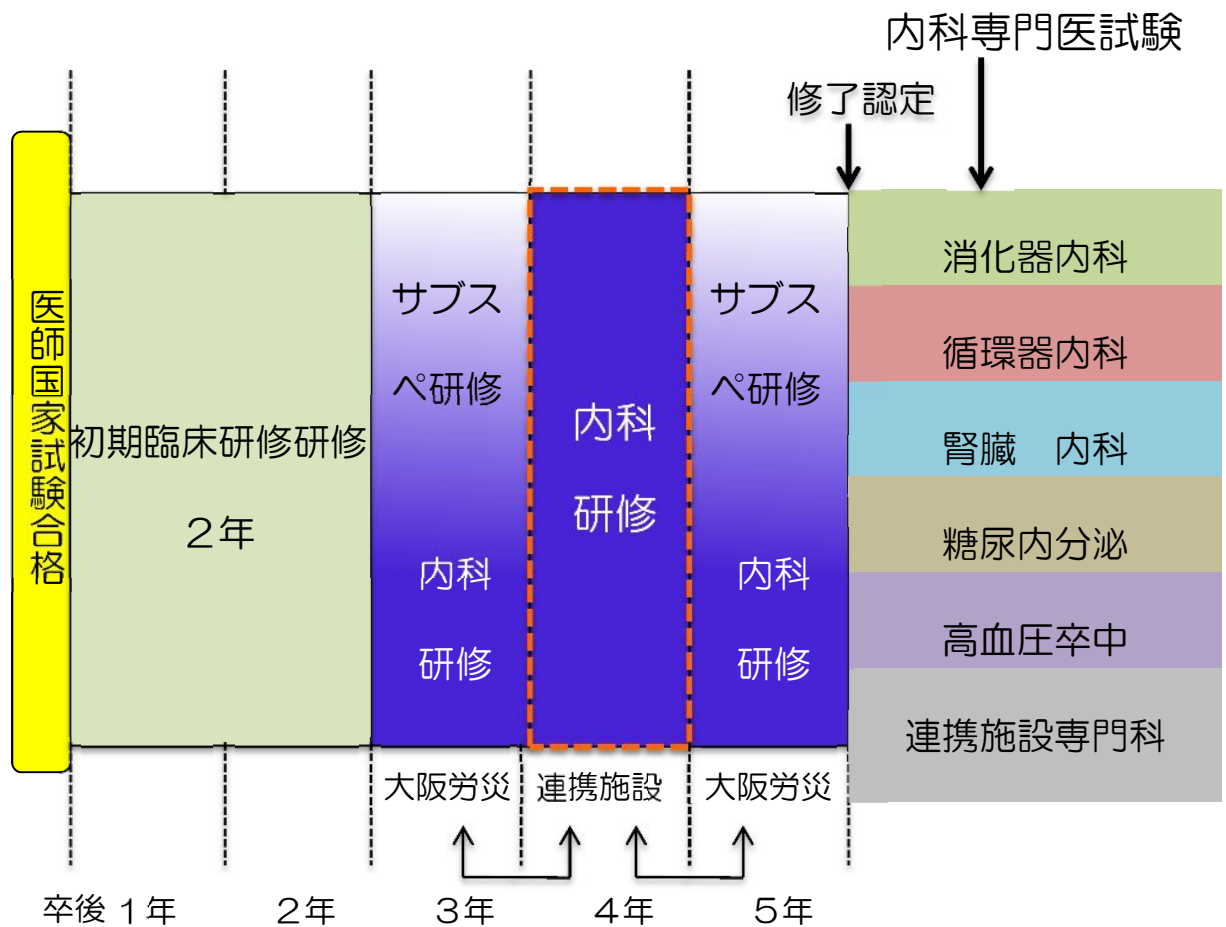 内科専門医試験
修了認定
医師国家試験合格
初期臨床研修研修
２年
サブス
ペ研修
内科
研修
内科
研修
サブス
ペ研修
内科
研修
消化器内科
循環器内科
腎臓　内科
糖尿内分泌
高血圧卒中
連携施設専門科
大阪労災
連携施設
大阪労災
卒後 １年
２年
３年
４年
５年